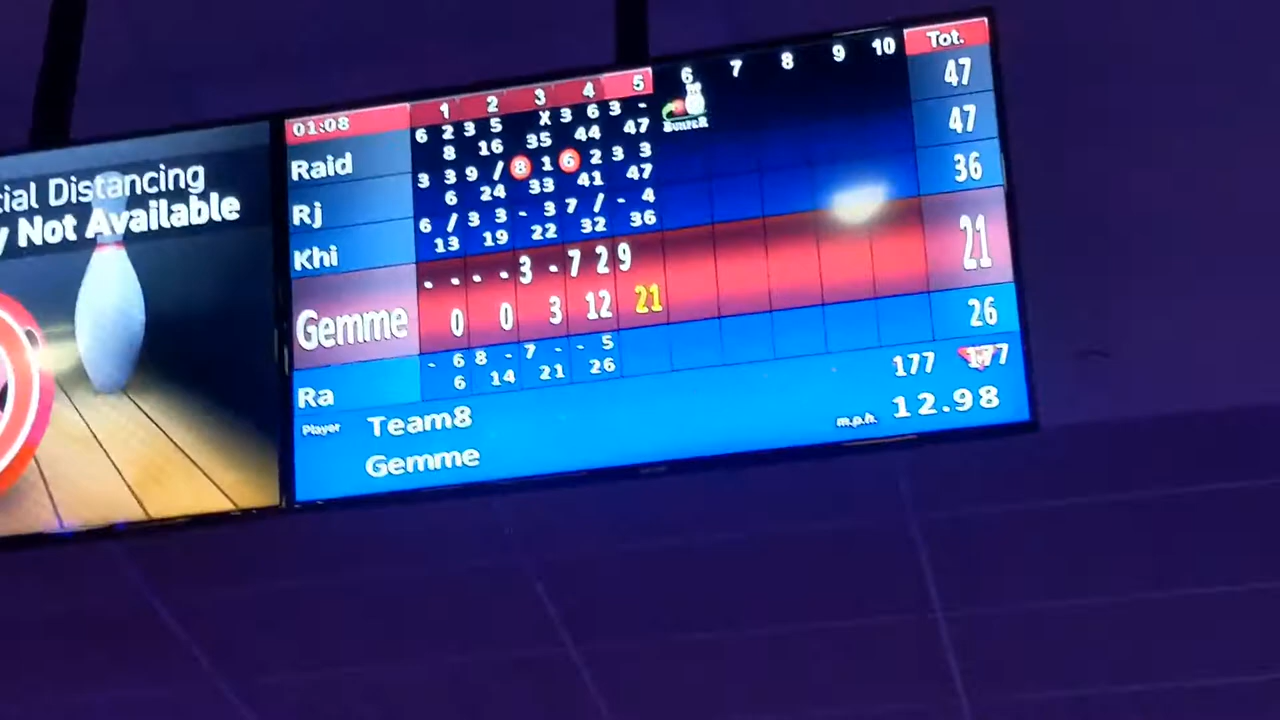 cial Distancing
y Not Available
01:08 1 2 3 4 5 6 7 8 9 10 Tot.
Raid 6 2 3 5 X 3 6 3 - 47
8 16 35 44 47
BUMPER
Rj 3 3 9 / 8 1 6 2 3 3 47
6 24 33 41 47
Khi 6 / 3 3 - 3 7 / - 4 36
13 19 22 32 36
Gemme - - - - 3 - 7 2 9 21
0 0 3 12 21
Ra - 6 8 - 7 - - 5 26
6 14 21 26
177 177
Player Team8
m.p.h. 12.98
Gemme